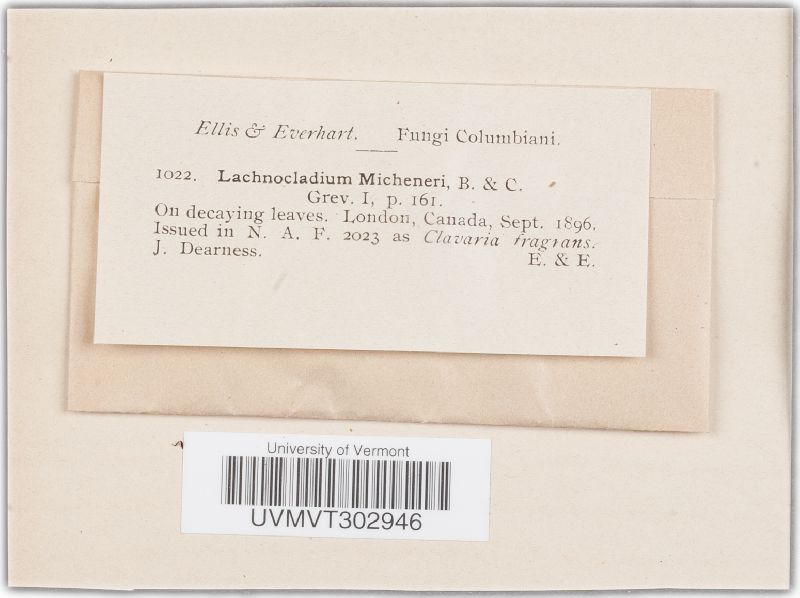 Ellis & Everhart. Fungi Columbiani.
1022. Lachnocladium Micheneri, B. & C.
Grev. I, p. 161.
On decaying leaves. London, Canada, Sept. 1896.
Issued in N. A. F. 2023 as Clavaria fragrans.
J. Dearness. E. & E.
University of Vermont
UVMVT302946